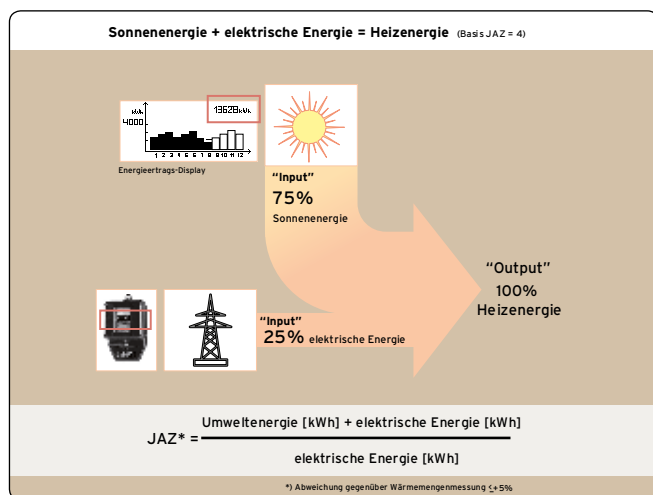 Sonnenenergie + elektrische Energie = Heizenergie (Basis JAZ = 4)
kWh
13628 kWh
4000
1 2 3 4 5 6 7 8 9 10 11 12
Energieertrags-Display
"Input"
75%
Sonnenenergie
"Output"
100%
Heizenergie
"Input"
25% elektrische Energie
JAZ* =
Umweltenergie [kWh] + elektrische Energie [kWh]
elektrische Energie [kWh]
*) Abweichung gegenüber Wärmemengenmessung ≤+5%